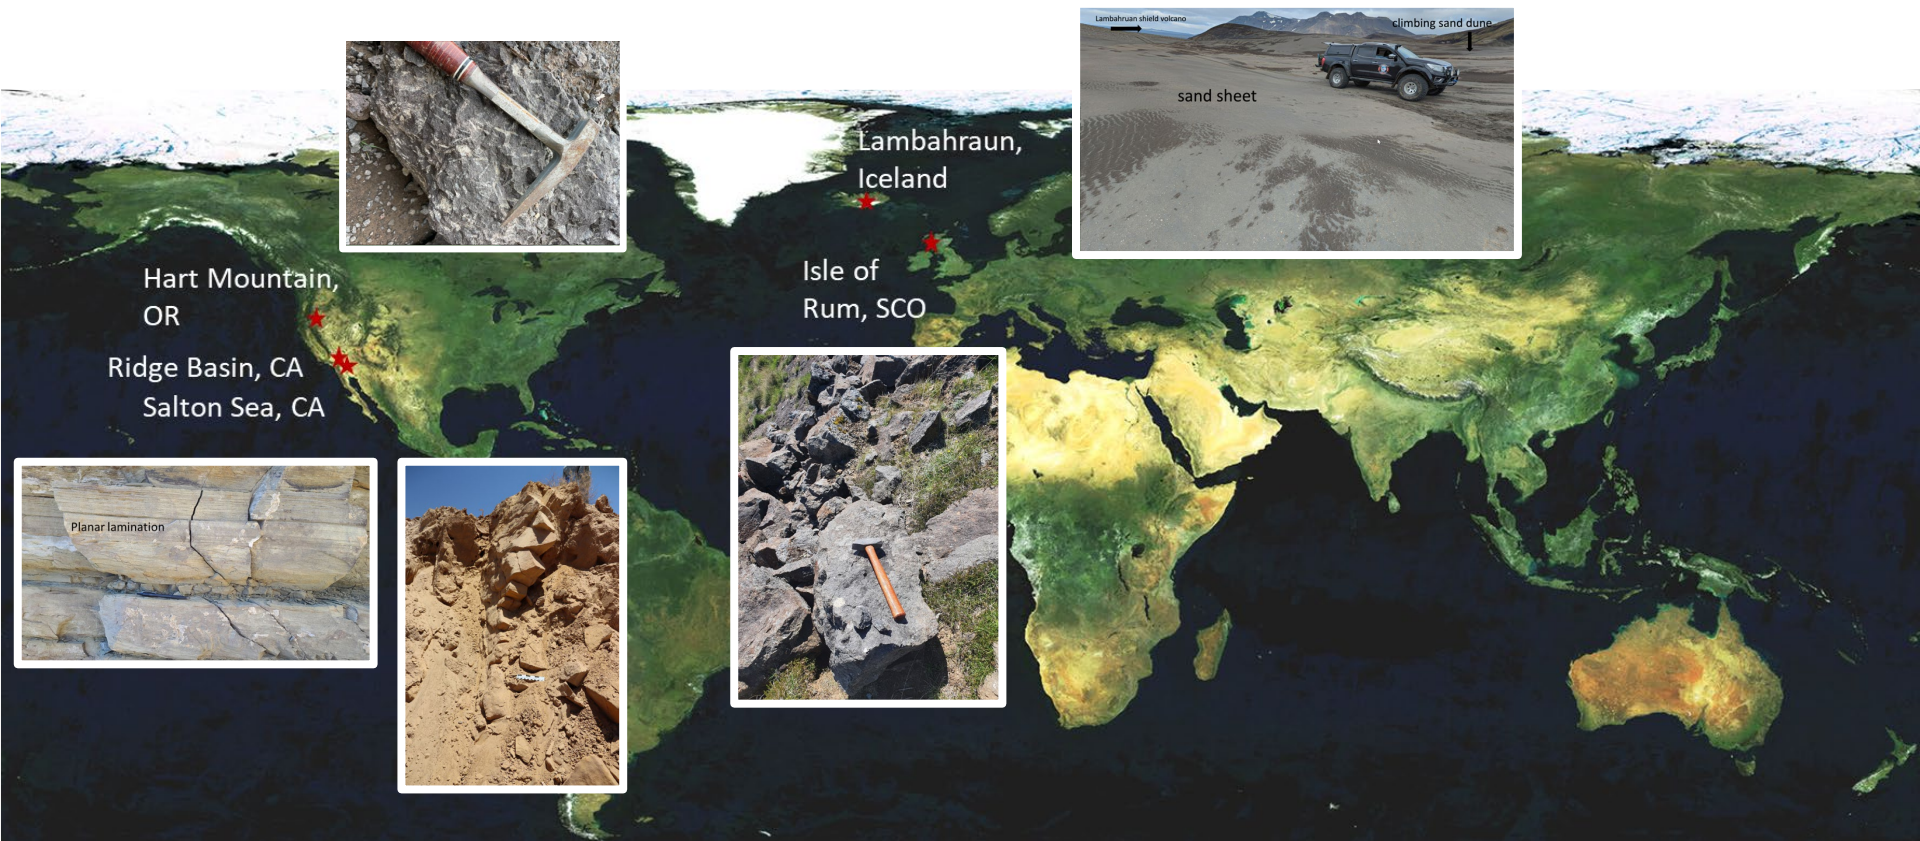 Lambahruan shield volcano
climbing sand dune
sand sheet
Lambahraun,
Iceland
Hart Mountain,
OR
Isle of
Rum, SCO
Ridge Basin, CA
Salton Sea, CA
Planar lamination